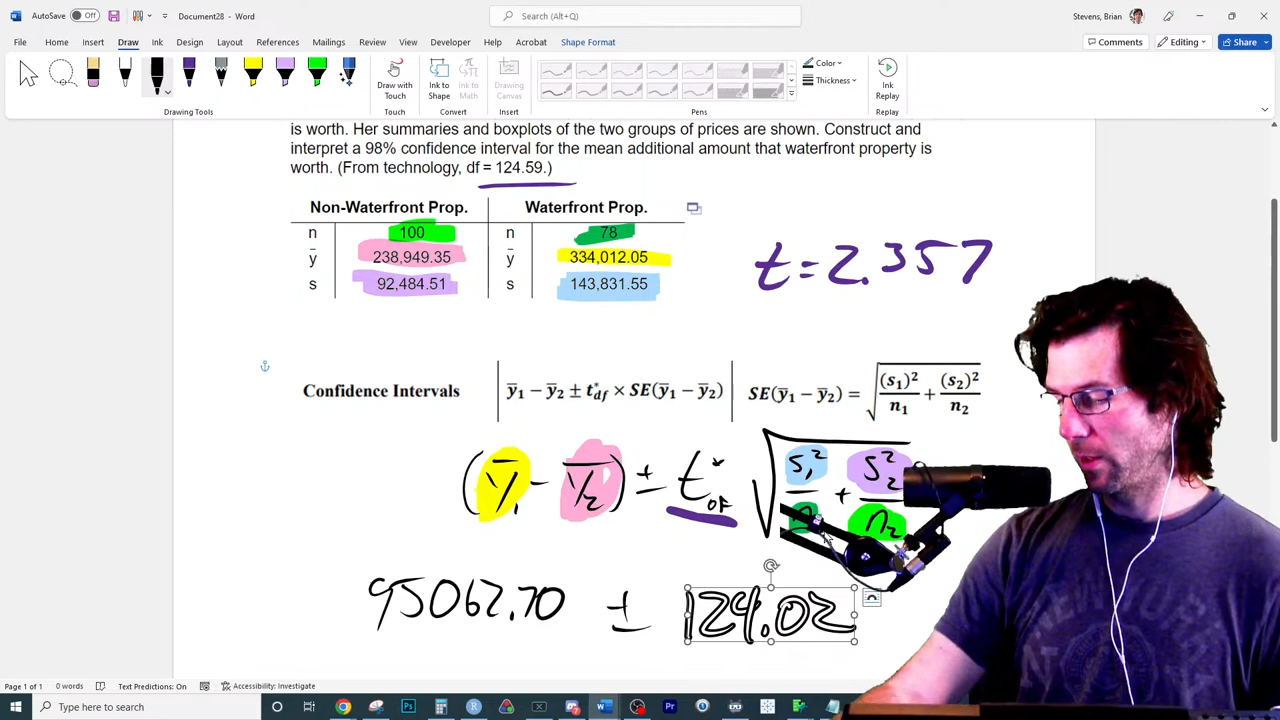 AutoSave Off Document28 - Word Search (Alt+Q) Stevens, Brian
File Home Insert Draw Ink Design Layout References Mailings Review View Developer Help Acrobat Shape Format Comments Editing Share
Draw with Touch
Ink to Shape
Ink to Math
Drawing Canvas
Color
Thickness
Ink Replay
Drawing Tools Touch Convert Insert Pens Replay
is worth. Her summaries and boxplots of the two groups of prices are shown. Construct and
interpret a 98% confidence interval for the mean additional amount that waterfront property is
worth. (From technology, df = 124.59.)
Non-Waterfront Prop. Waterfront Prop.
n 100 n 78
ȳ 238,949.35 ȳ 334,012.05
s 92,484.51 s 143,831.55
t=2.357
Confidence Intervals ȳ₁ − ȳ₂ ± t*df × SE(ȳ₁ − ȳ₂) SE(ȳ₁ − ȳ₂) = √((s₁)²/n₁ + (s₂)²/n₂)
(ȳ₁ - ȳ₂) ± t*DF √(s₁²/n₁ + s₂²/n₂)
95062.70 ± 124.02
Page 1 of 1 0 words Text Predictions: On Accessibility: Investigate
Type here to search